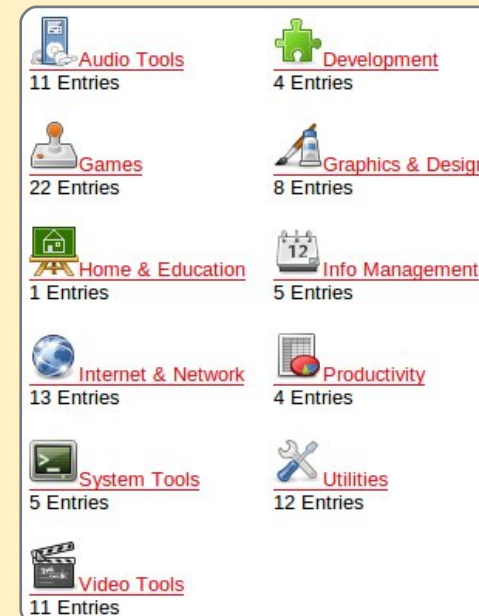 Audio Tools
11 Entries
Development
4 Entries
Games
22 Entries
Graphics & Design
8 Entries
Home & Education
1 Entries
12
Info Management
5 Entries
Internet & Network
13 Entries
Productivity
4 Entries
System Tools
5 Entries
Utilities
12 Entries
Video Tools
11 Entries